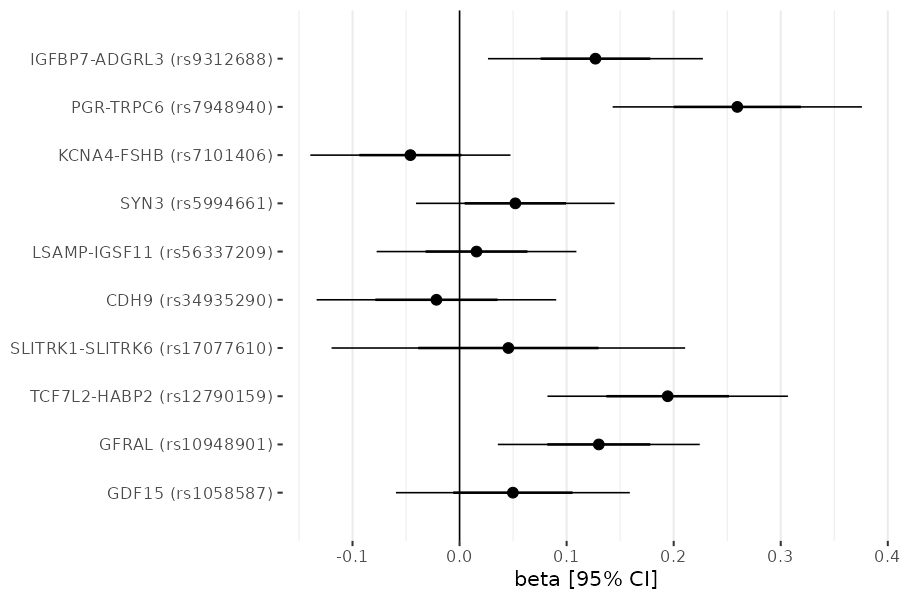 IGFBP7-ADGRL3 (rs9312688)
PGR-TRPC6 (rs7948940)
KCNA4-FSHB (rs7101406)
SYN3 (rs5994661)
LSAMP-IGSF11 (rs56337209)
CDH9 (rs34935290)
SLITRK1-SLITRK6 (rs17077610)
TCF7L2-HABP2 (rs12790159)
GFRAL (rs10948901)
GDF15 (rs1058587)
-0.1 0.0 0.1 0.2 0.3 0.4
beta [95% CI]